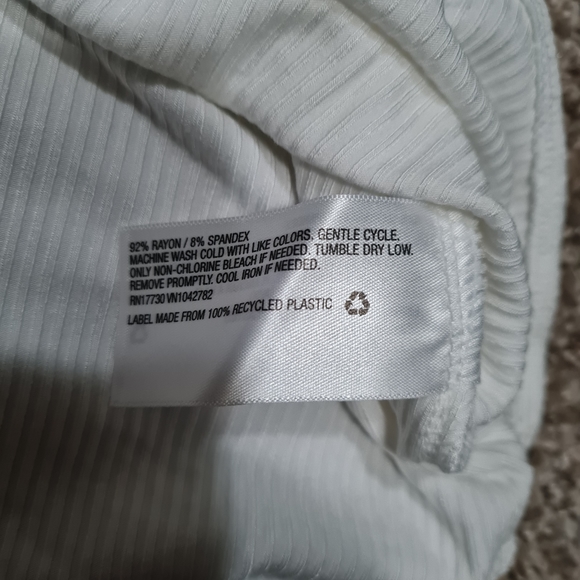 92% RAYON / 8% SPANDEX
MACHINE WASH COLD WITH LIKE COLORS. GENTLE CYCLE.
ONLY NON-CHLORINE BLEACH IF NEEDED. TUMBLE DRY LOW.
REMOVE PROMPTLY. COOL IRON IF NEEDED.
RN17730 VN1042782
LABEL MADE FROM 100% RECYCLED PLASTIC